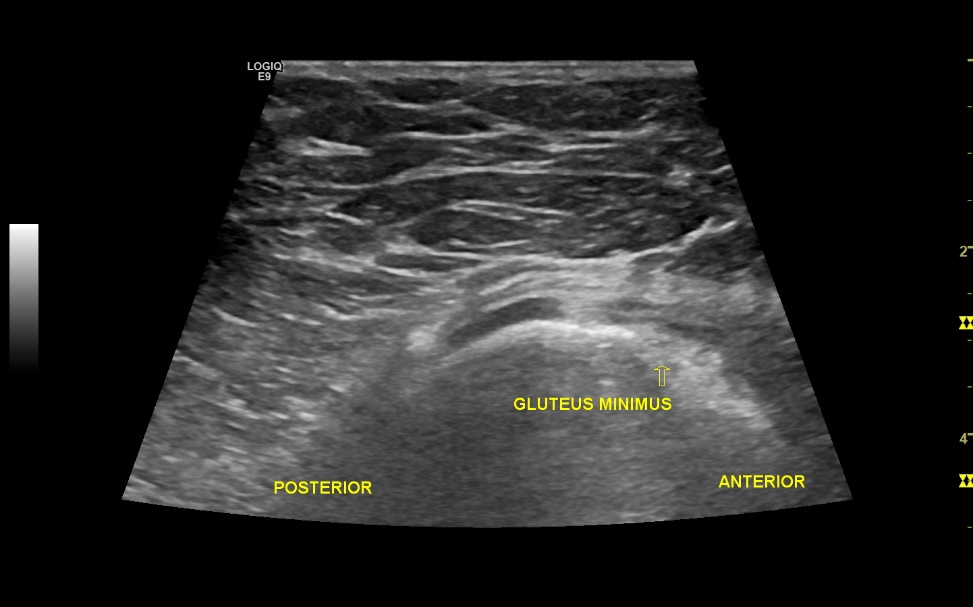 LOGIQ
E9
2
GLUTEUS MINIMUS
4
POSTERIOR
ANTERIOR